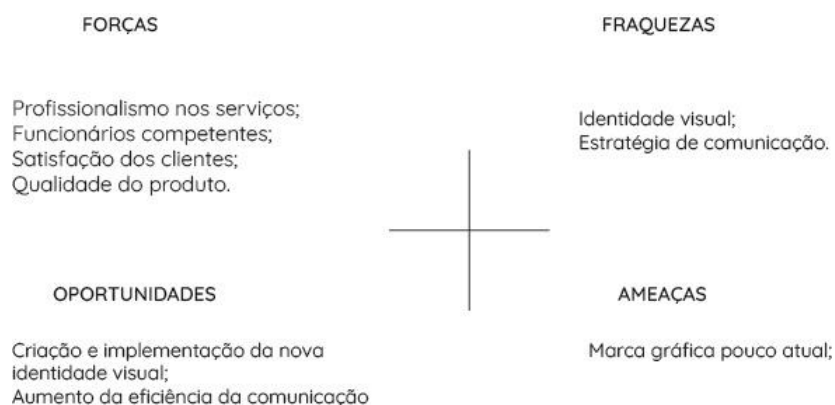 FORÇAS
Profissionalismo nos serviços;
Funcionários competentes;
Satisfação dos clientes;
Qualidade do produto.
FRAQUEZAS
Identidade visual;
Estratégia de comunicação.
OPORTUNIDADES
Criação e implementação da nova
identidade visual;
Aumento da eficiência da comunicação
AMEAÇAS
Marca gráfica pouco atual;